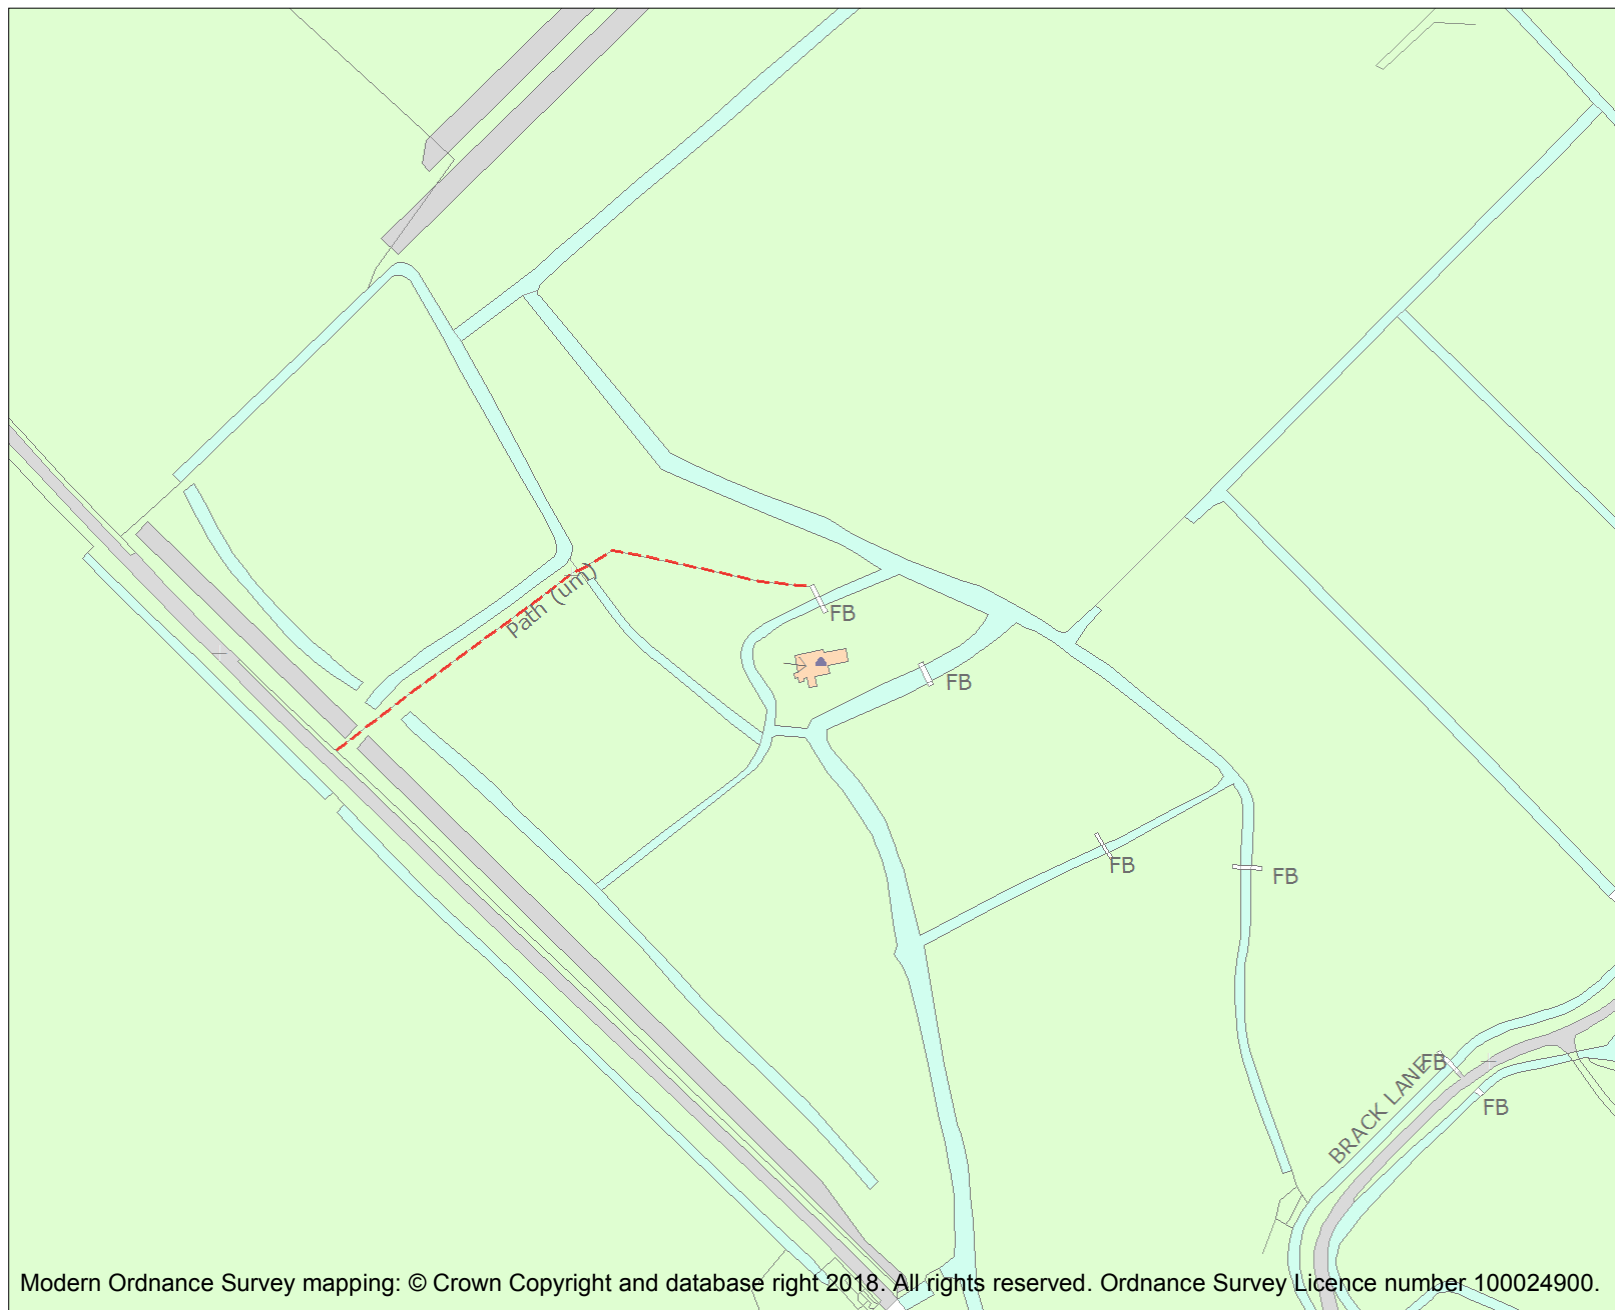 Path (um)
FB
FB
FB
FB
BRACK LANE
FB
FB
Modern Ordnance Survey mapping: © Crown Copyright and database right 2018. All rights reserved. Ordnance Survey Licence number 100024900.